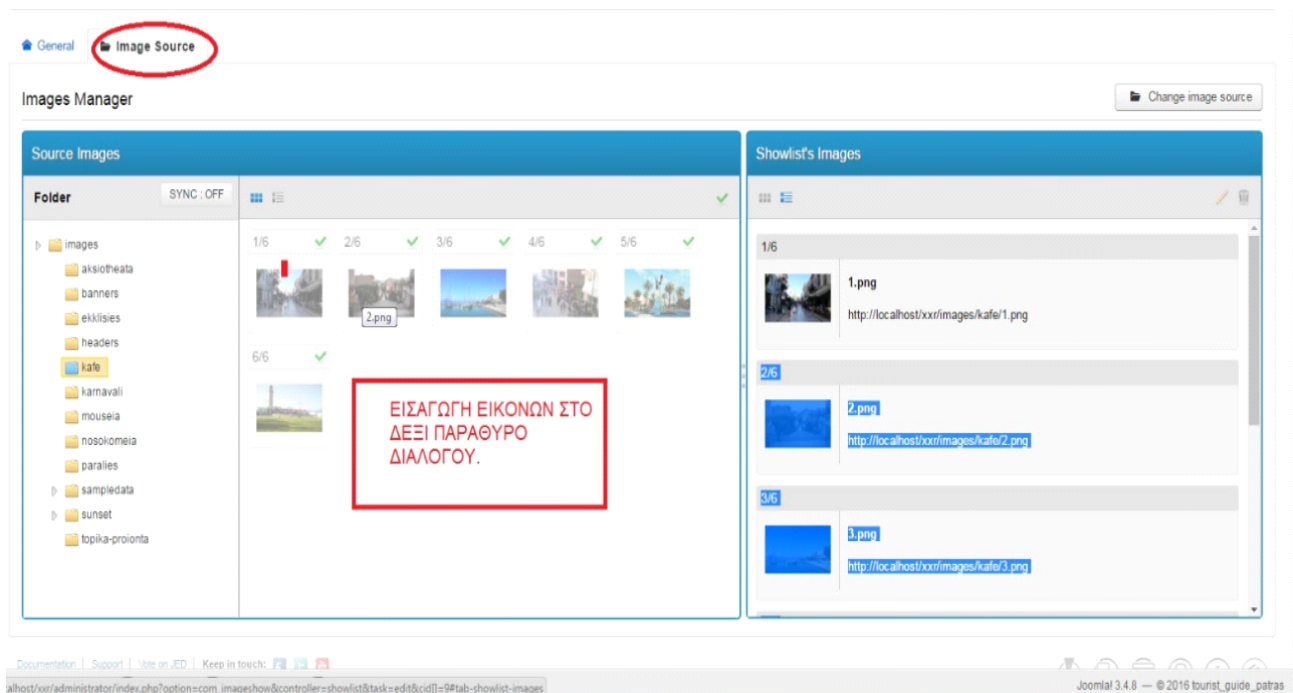 General
Image Source
Images Manager
Change image source
Source Images
Folder
SYNC : OFF
images
aksiotheata
banners
ekklisies
headers
kafe
karnavali
mouseia
nosokomeia
paralies
sampledata
sunset
topika-proionta
1/6
2/6
3/6
4/6
5/6
2.png
6/6
ΕΙΣΑΓΩΓΗ ΕΙΚΟΝΩΝ ΣΤΟ
ΔΕΞΙ ΠΑΡΑΘΥΡΟ
ΔΙΑΛΟΓΟΥ.
Showlist's Images
1/6
1.png
http://localhost/xxr/images/kafe/1.png
2/6
2.png
http://localhost/xxr/images/kafe/2.png
3/6
3.png
http://localhost/xxr/images/kafe/3.png
Documentation | Support | Vote on JED | Keep in touch:
alhost/xxr/administrator/index.php?option=com_imageshow&controller=showlist&task=edit&cid[]=9#tab-showlist-images
Joomla! 3.4.8 — © 2016 tourist_guide_patras